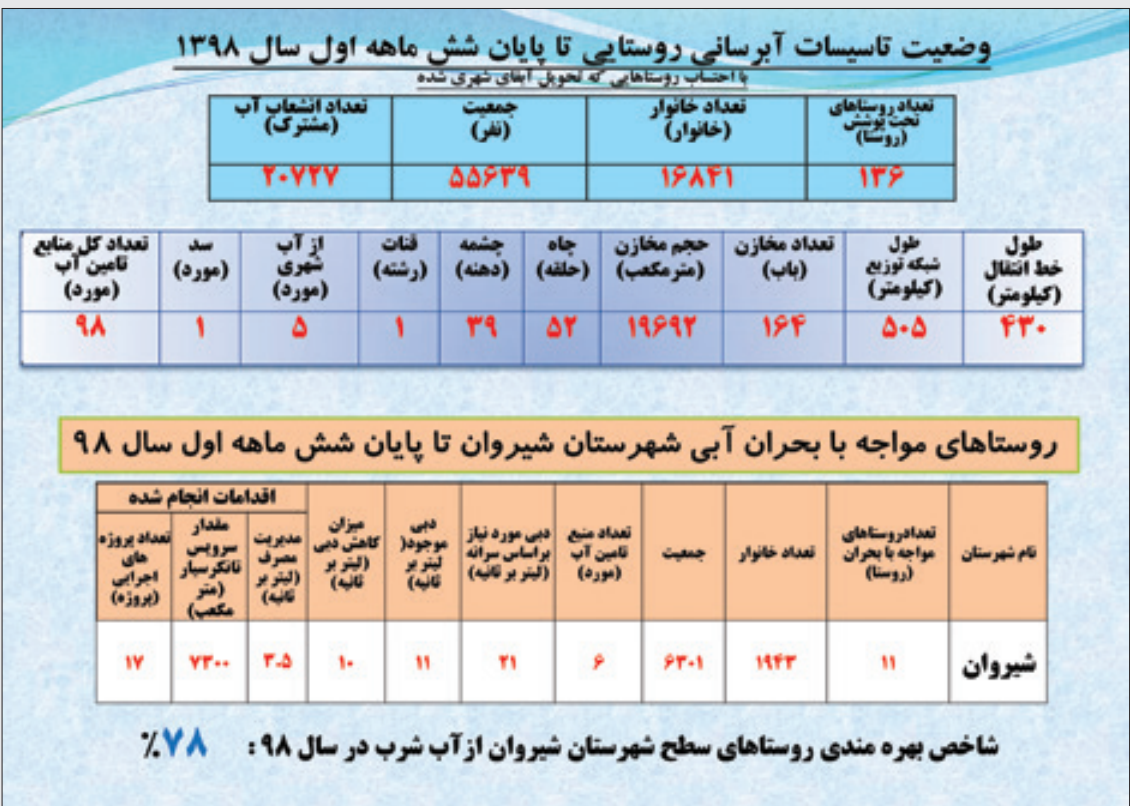 وضعیت تاسیسات آبرسانی روستایی تا پایان شش ماهه اول سال ۱۳۹۸
با احتساب روستاهایی که تحویل آبفای شهری شده
تعداد روستاهای تحت پوشش (روستا) تعداد خانوار (خانوار) جمعیت (نفر) تعداد انشعاب آب (مشترک)
۱۳۶ ۱۶۸۴۱ ۵۵۶۳۹ ۲۰۷۲۷
طول خط انتقال (کیلومتر) طول شبکه توزیع (کیلومتر) تعداد مخازن (باب) حجم مخازن (مترمکعب) چاه (حلقه) چشمه (دهنه) قنات (رشته) از آب شهری (مورد) سد (مورد) تعداد کل منابع تامین آب (مورد)
۴۳۰ ۵۰۵ ۱۶۴ ۱۹۶۹۲ ۵۲ ۳۹ ۱ ۵ ۱ ۹۸
روستاهای مواجه با بحران آبی شهرستان شیروان تا پایان شش ماهه اول سال ۹۸
اقدامات انجام شده
نام شهرستان تعدادروستاهای مواجه با بحران (روستا) تعداد خانوار جمعیت تعداد منبع تامین آب (مورد) دبی مورد نیاز براساس سرانه (لیتر بر ثانیه) دبی موجود( لیتر بر ثانیه) میزان کاهش دبی (لیتر بر ثانیه) مدیریت مصرف (لیتر بر ثانیه) مقدار سرویس تانکرسیار (متر مکعب) تعداد پروژه های اجرایی (پروژه)
شیروان ۱۱ ۱۹۴۳ ۶۳۰۱ ۶ ۲۱ ۱۱ ۱۰ ۳.۵ ۷۳۰۰ ۱۷
شاخص بهره مندی روستاهای سطح شهرستان شیروان از آب شرب در سال ۹۸ : ۷۸٪